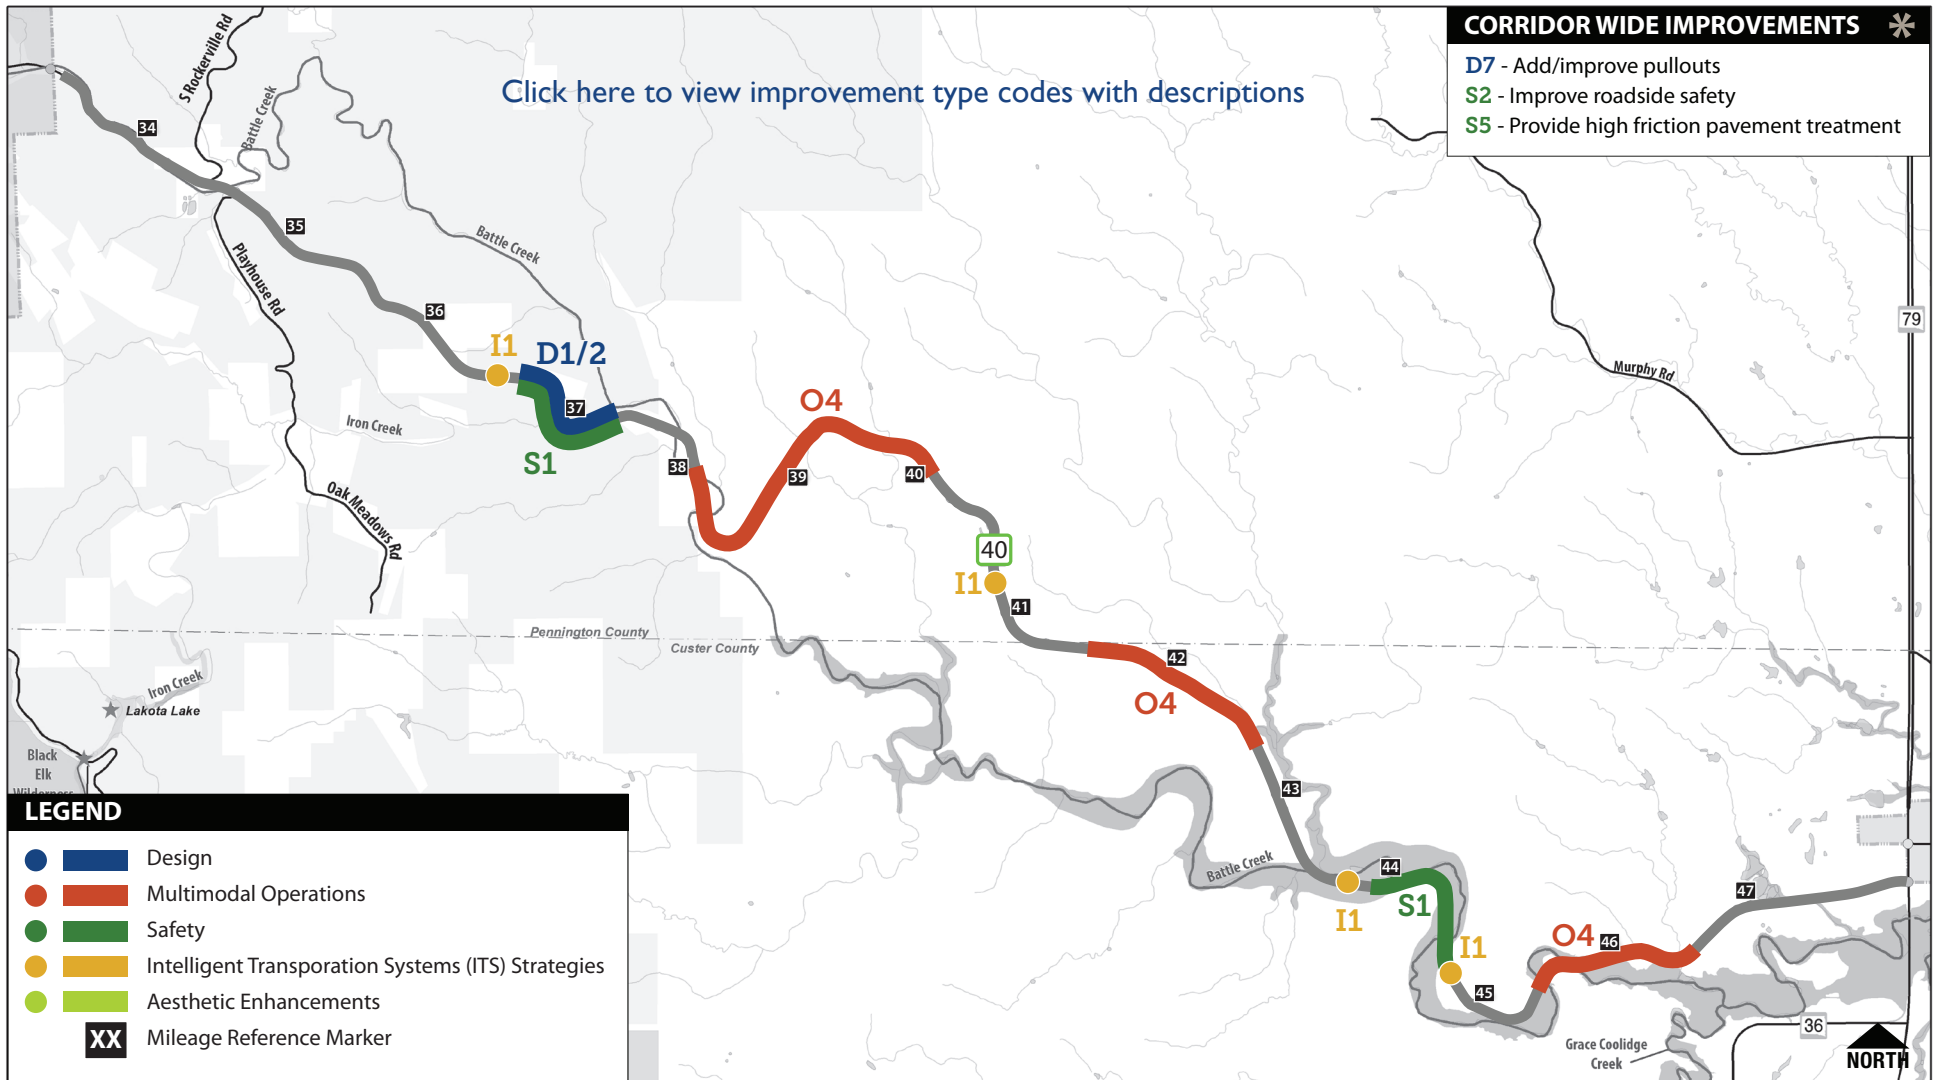 CORRIDOR WIDE IMPROVEMENTS
D7 - Add/improve pullouts
S2 - Improve roadside safety
S5 - Provide high friction pavement treatment
Click here to view improvement type codes with descriptions
S Rockerville Rd
Battle Creek
34
35
Playhouse Rd
Battle Creek
36
79
I1
D1/2
37
Murphy Rd
Iron Creek
S1
O4
38
39
40
Oak Meadows Rd
40
I1
41
Pennington County
Custer County
42
O4
Iron Creek
Lakota Lake
Black
Elk
Wilderness
43
Battle Creek
44
I1
S1
I1
45
O4
46
47
36
Grace Coolidge
Creek
NORTH
LEGEND
Design
Multimodal Operations
Safety
Intelligent Transporation Systems (ITS) Strategies
Aesthetic Enhancements
XX
Mileage Reference Marker